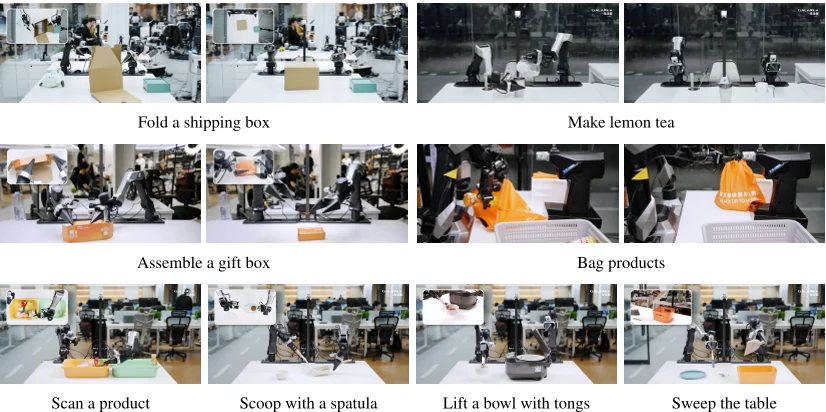 Fold a shipping box
Make lemon tea
Assemble a gift box
Bag products
Scan a product
Scoop with a spatula
Lift a bowl with tongs
Sweep the table